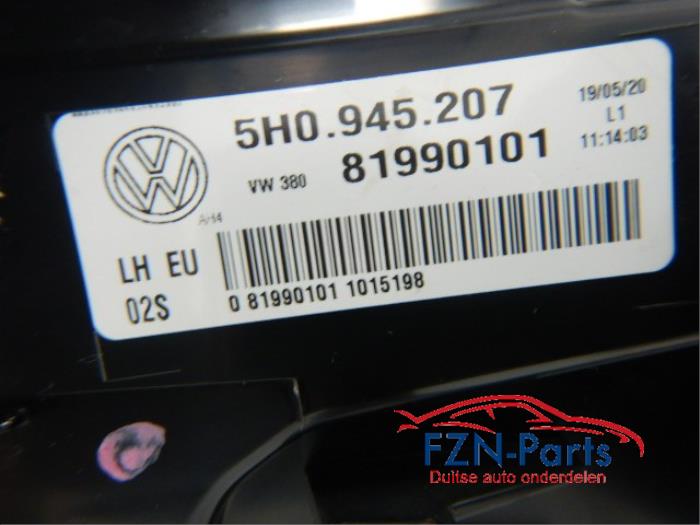 5H0.945.207
19/05/20
L1
VW 380
81990101
11:14:03
AH4
LH EU
02S
0 81990101 1015198
FZN-Parts
Duitse auto onderdelen